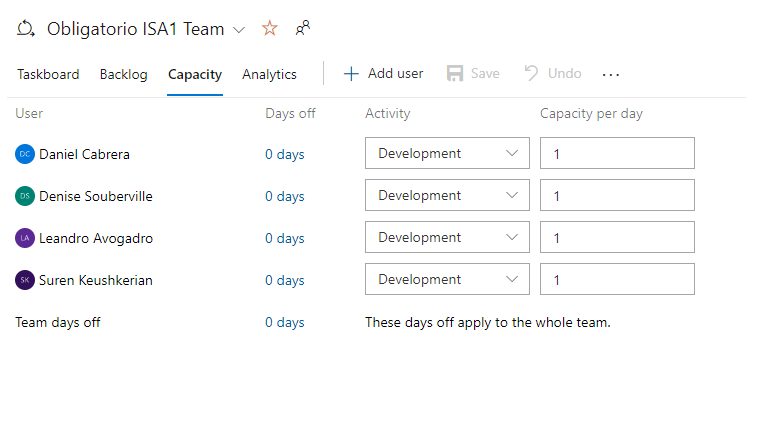 Obligatorio ISA1 Team
Taskboard Backlog Capacity Analytics Add user Save Undo ...
User Days off Activity Capacity per day
DC Daniel Cabrera 0 days Development 1
DS Denise Souberville 0 days Development 1
LA Leandro Avogadro 0 days Development 1
SK Suren Keushkerian 0 days Development 1
Team days off 0 days These days off apply to the whole team.